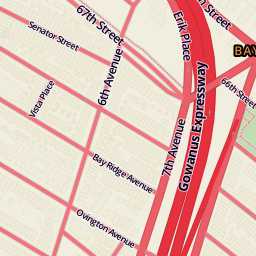 67th Street
Erik Place
Street
Senator Street
BAY
6th Avenue
66th Street
Vista Place
Gowanus Expressway
7th Avenue
Bay Ridge Avenue
Ovington Avenue